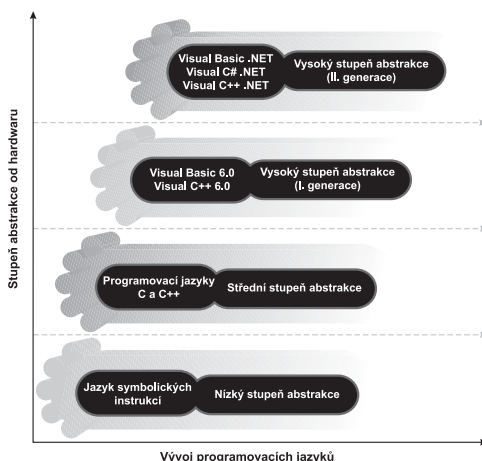 Stupeň abstrakce od hardwaru
Visual Basic .NET
Visual C# .NET
Visual C++ .NET
Vysoký stupeň abstrakce
(II. generace)
Visual Basic 6.0
Visual C++ 6.0
Vysoký stupeň abstrakce
(I. generace)
Programovací jazyky
C a C++
Střední stupeň abstrakce
Jazyk symbolických
instrukcí
Nízký stupeň abstrakce
Vývoj programovacích jazyků